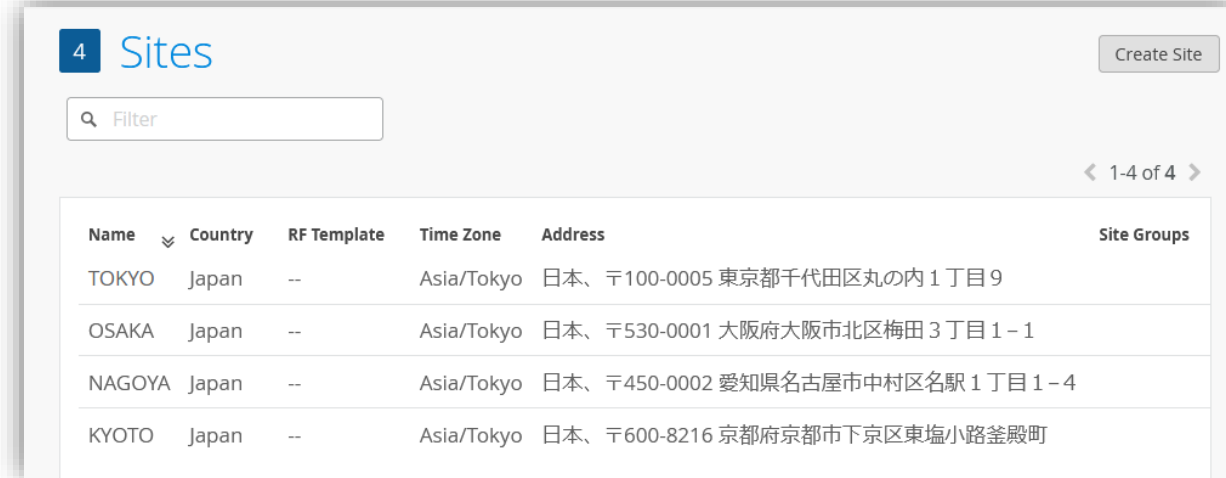 4 Sites
Create Site
Filter
1-4 of 4
Name Country RF Template Time Zone Address Site Groups
TOKYO Japan -- Asia/Tokyo 日本、〒100-0005 東京都千代田区丸の内１丁目９
OSAKA Japan -- Asia/Tokyo 日本、〒530-0001 大阪府大阪市北区梅田３丁目１−１
NAGOYA Japan -- Asia/Tokyo 日本、〒450-0002 愛知県名古屋市中村区名駅１丁目１−４
KYOTO Japan -- Asia/Tokyo 日本、〒600-8216 京都府京都市下京区東塩小路釜殿町